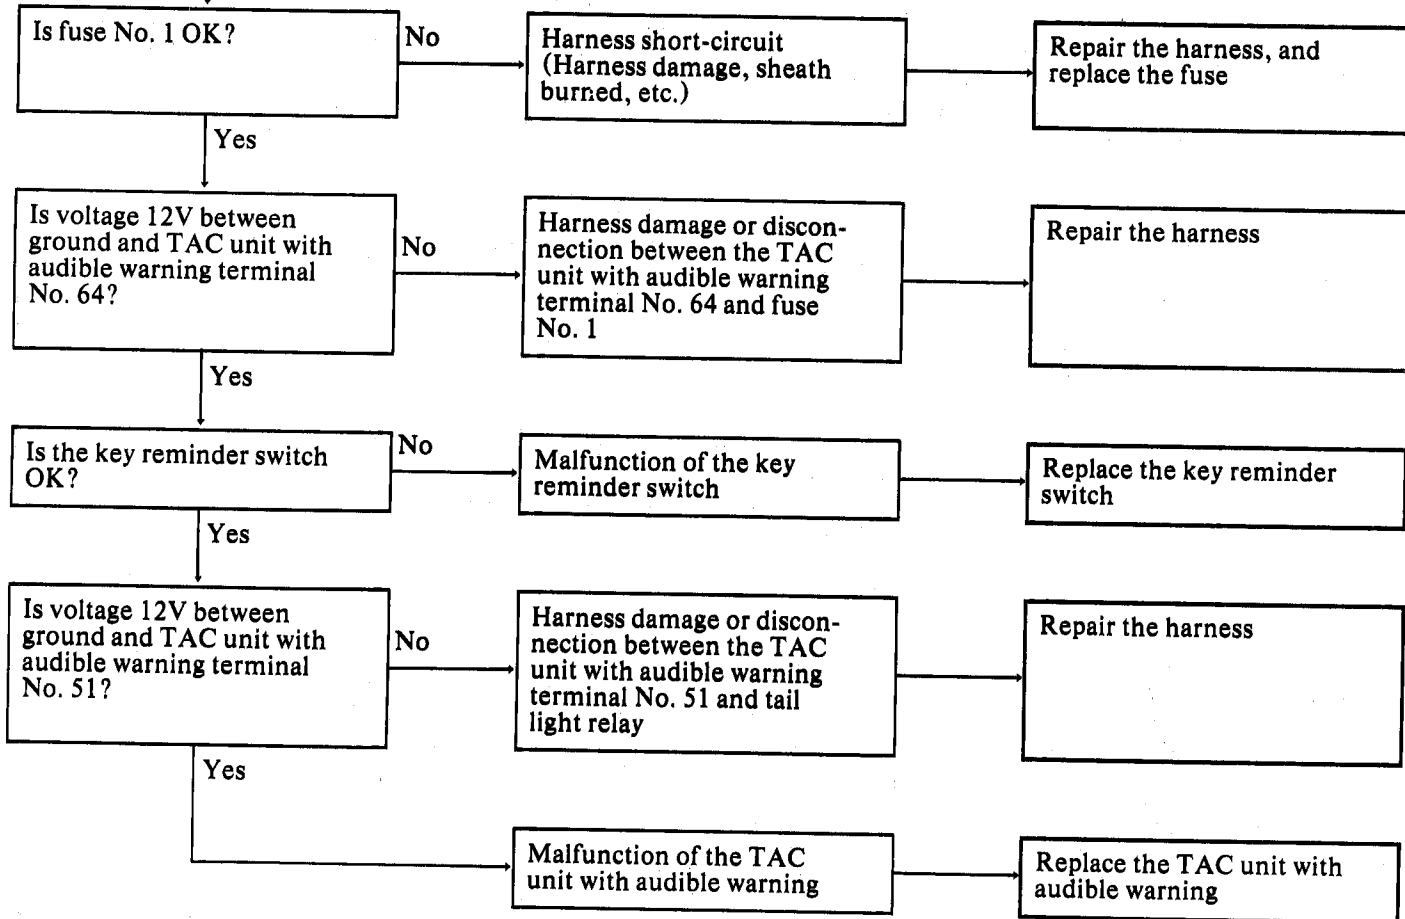 Is fuse No. 1 OK?
No
Harness short-circuit
(Harness damage, sheath
burned, etc.)
Repair the harness, and
replace the fuse
Yes
Is voltage 12V between
ground and TAC unit with
audible warning terminal
No. 64?
No
Harness damage or discon-
nection between the TAC
unit with audible warning
terminal No. 64 and fuse
No. 1
Repair the harness
Yes
Is the key reminder switch
OK?
No
Malfunction of the key
reminder switch
Replace the key reminder
switch
Yes
Is voltage 12V between
ground and TAC unit with
audible warning terminal
No. 51?
No
Harness damage or discon-
nection between the TAC
unit with audible warning
terminal No. 51 and tail
light relay
Repair the harness
Yes
Malfunction of the TAC
unit with audible warning
Replace the TAC unit with
audible warning